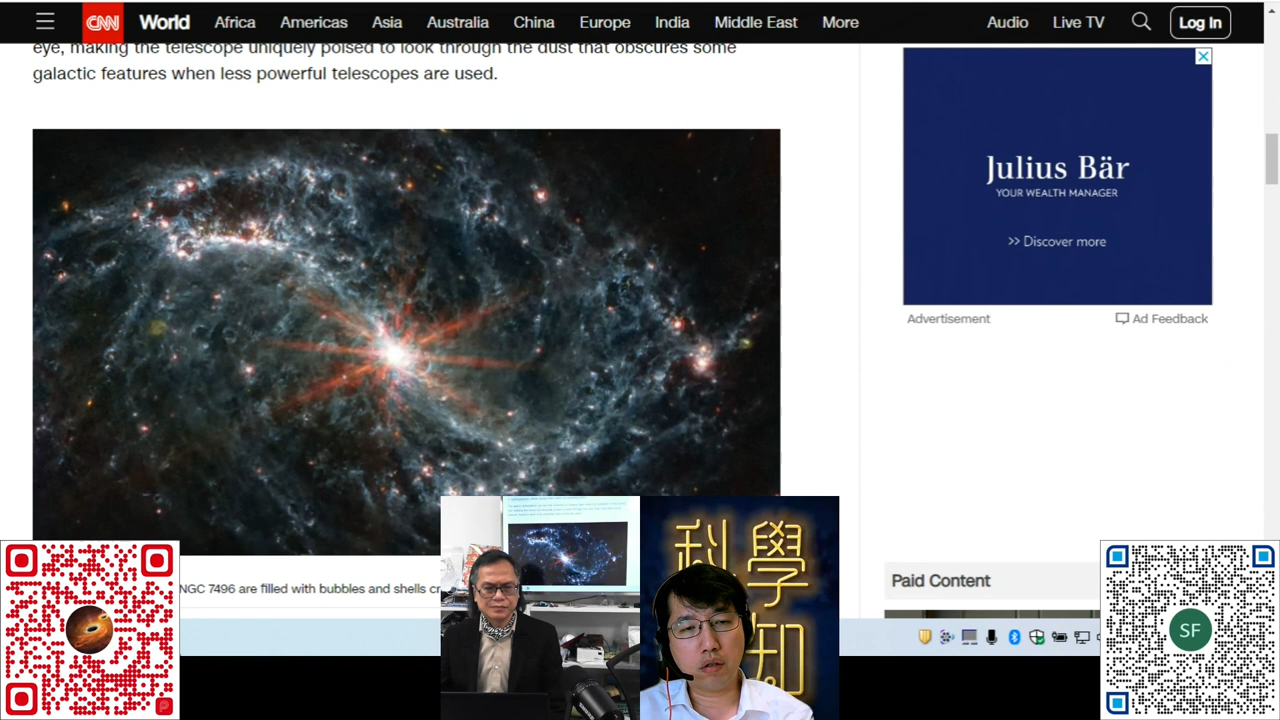 CNN World Africa Americas Asia Australia China Europe India Middle East More Audio Live TV Log In
eye, making the telescope uniquely poised to look through the dust that obscures some
galactic features when less powerful telescopes are used.
Julius Bär
YOUR WEALTH MANAGER
>> Discover more
Advertisement Ad Feedback
NGC 7496 are filled with bubbles and shells cr
Paid Content
科學
知
SF